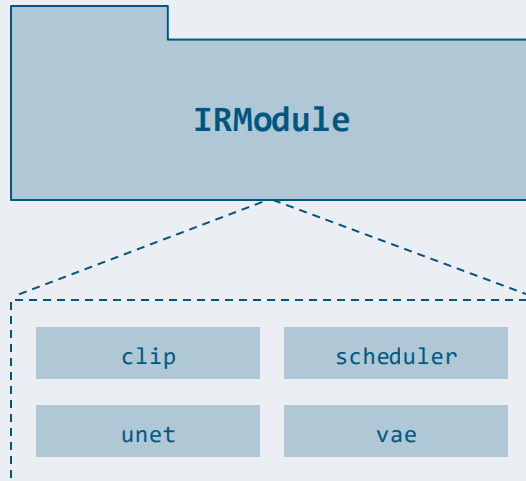 IRModule
clip
scheduler
unet
vae